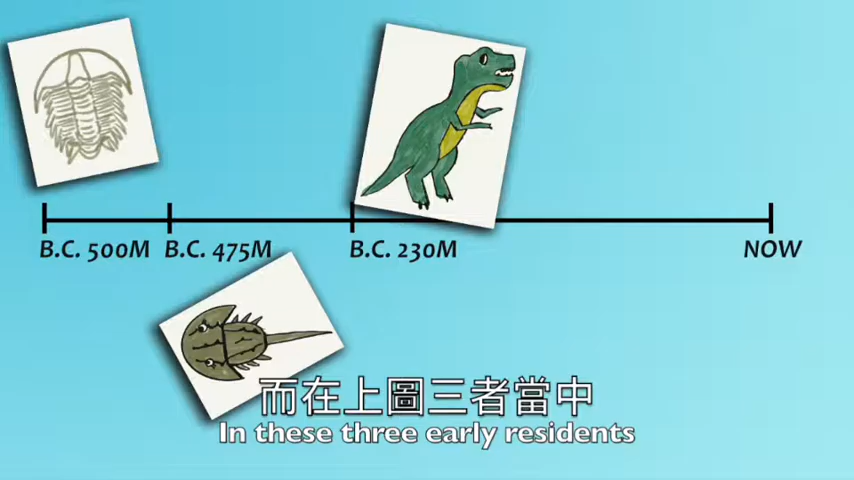 B.C. 500M
B.C. 475M
B.C. 230M
NOW
而在上圖三者當中
In these three early residents